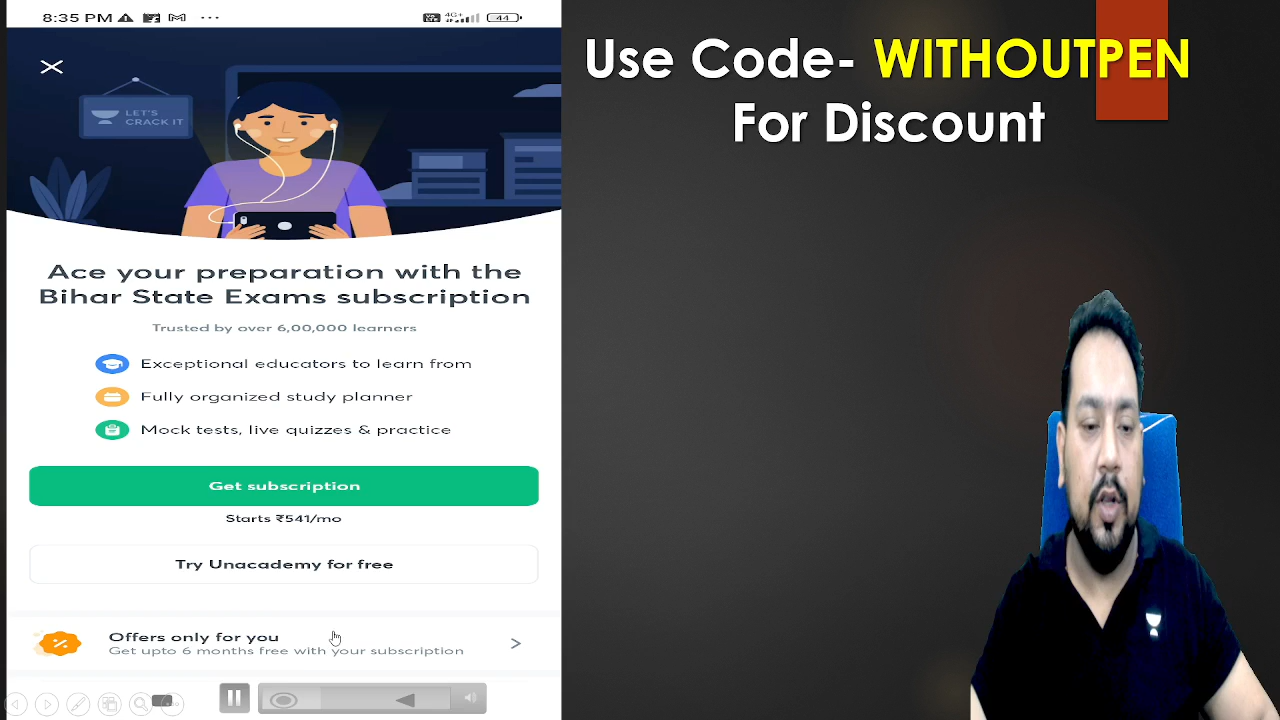 8:35 PM
4G+
44
LET'S
CRACK IT
Ace your preparation with the
Bihar State Exams subscription
Trusted by over 6,00,000 learners
Exceptional educators to learn from
Fully organized study planner
Mock tests, live quizzes & practice
Get subscription
Starts ₹541/mo
Try Unacademy for free
Offers only for you
Get upto 6 months free with your subscription
Use Code- WITHOUTPEN
For Discount